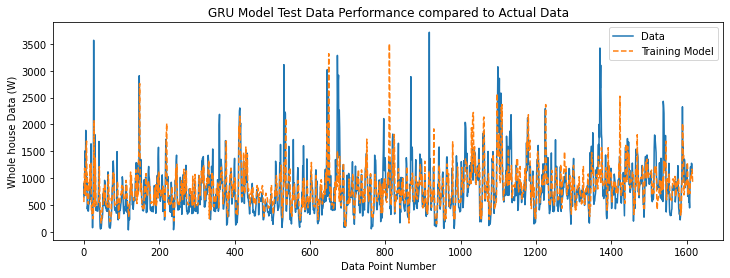 GRU Model Test Data Performance compared to Actual Data
Whole house Data (W)
3500
3000
2500
2000
1500
1000
500
0
Data
Training Model
0 200 400 600 800 1000 1200 1400 1600
Data Point Number